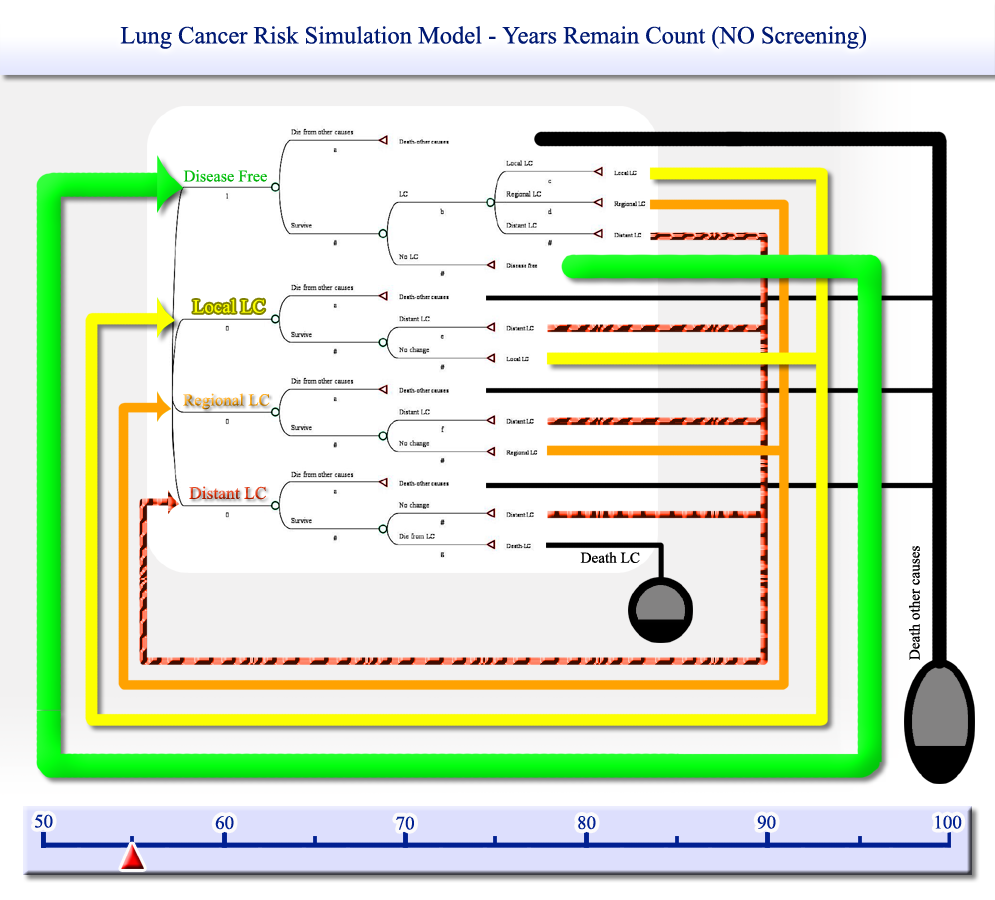 Lung Cancer Risk Simulation Model - Years Remain Count (NO Screening)
Die from other causes
a
Death other causes
Disease Free
1
Local LC
c
Local LC
LC
b
Regional LC
d
Regional LC
Survive
#
Distant LC
#
Distant LC
No LC
#
Disease free
Local LC
0
Die from other causes
a
Death other causes
Survive
#
Distant LC
e
Distant LC
No change
#
Local LC
Regional LC
0
Die from other causes
a
Death other causes
Survive
#
Distant LC
f
Distant LC
No change
#
Regional LC
Distant LC
0
Die from other causes
a
Death other causes
Survive
#
No change
#
Distant LC
Die from LC
g
Death LC
Death LC
Death other causes
50 60 70 80 90 100